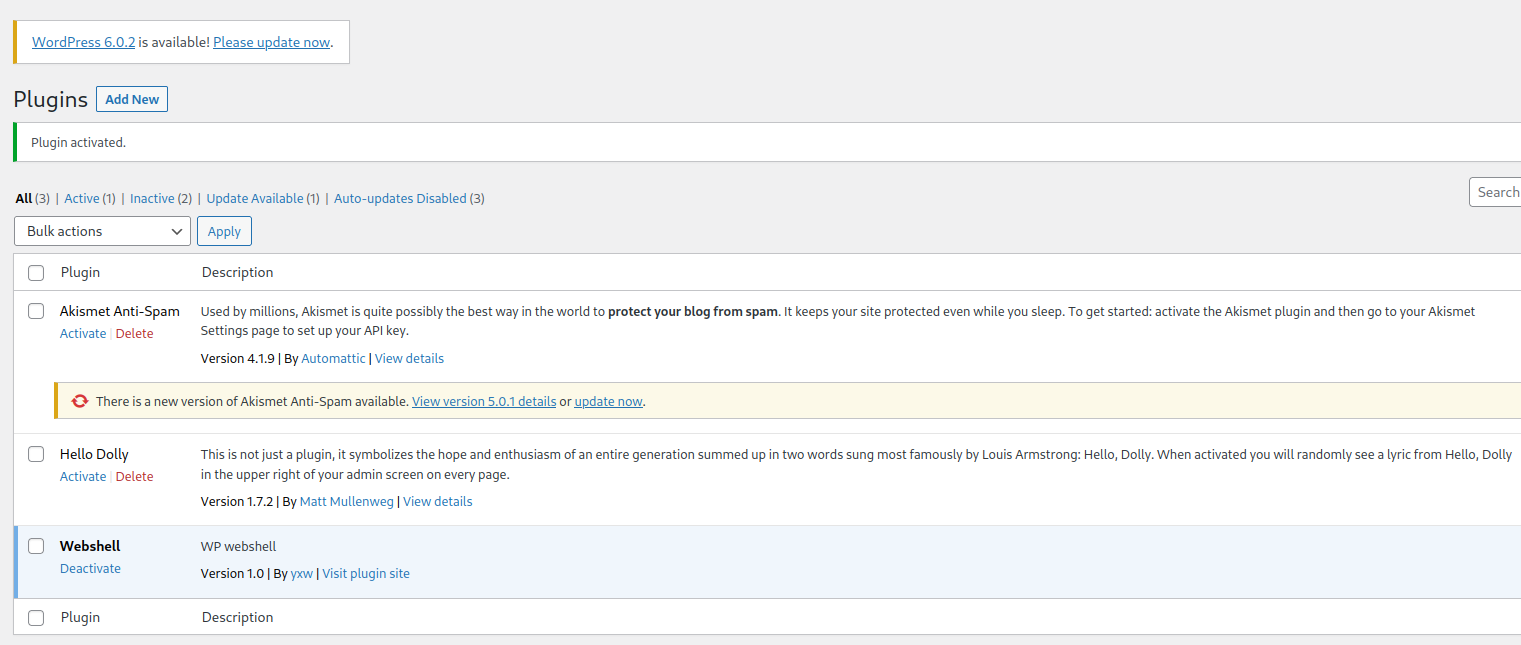 WordPress 6.0.2 is available! Please update now.
Plugins Add New
Plugin activated.
All (3) | Active (1) | Inactive (2) | Update Available (1) | Auto-updates Disabled (3)
Search
Bulk actions Apply
Plugin Description
Akismet Anti-Spam Used by millions, Akismet is quite possibly the best way in the world to protect your blog from spam. It keeps your site protected even while you sleep. To get started: activate the Akismet plugin and then go to your Akismet
Activate | Delete Settings page to set up your API key.
Version 4.1.9 | By Automattic | View details
There is a new version of Akismet Anti-Spam available. View version 5.0.1 details or update now.
Hello Dolly This is not just a plugin, it symbolizes the hope and enthusiasm of an entire generation summed up in two words sung most famously by Louis Armstrong: Hello, Dolly. When activated you will randomly see a lyric from Hello, Dolly
Activate | Delete in the upper right of your admin screen on every page.
Version 1.7.2 | By Matt Mullenweg | View details
Webshell WP webshell
Deactivate Version 1.0 | By yxw | Visit plugin site
Plugin Description